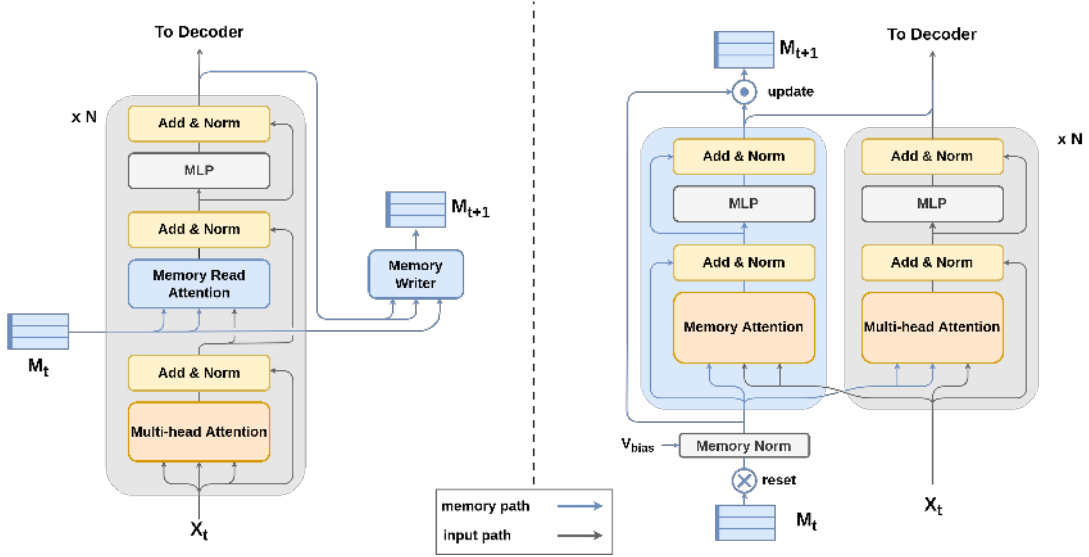 To Decoder
x N
Add & Norm
MLP
Add & Norm
Memory Read
Attention
Add & Norm
Multi-head Attention
X_t
M_t
M_{t+1}
Memory
Writer
M_{t+1}
update
To Decoder
x N
Add & Norm
MLP
Add & Norm
Memory Attention
Add & Norm
MLP
Add & Norm
Multi-head Attention
V_bias
Memory Norm
reset
M_t
X_t
memory path
input path